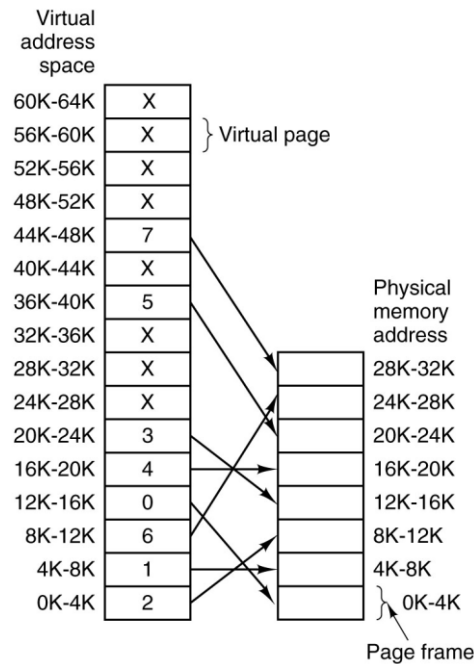 Virtual
address
space
60K-64K X
56K-60K X } Virtual page
52K-56K X
48K-52K X
44K-48K 7
40K-44K X
36K-40K 5
Physical
memory
address
32K-36K X
28K-32K X 28K-32K
24K-28K X 24K-28K
20K-24K 3 20K-24K
16K-20K 4 16K-20K
12K-16K 0 12K-16K
8K-12K 6 8K-12K
4K-8K 1 4K-8K
0K-4K 2 } 0K-4K
Page frame